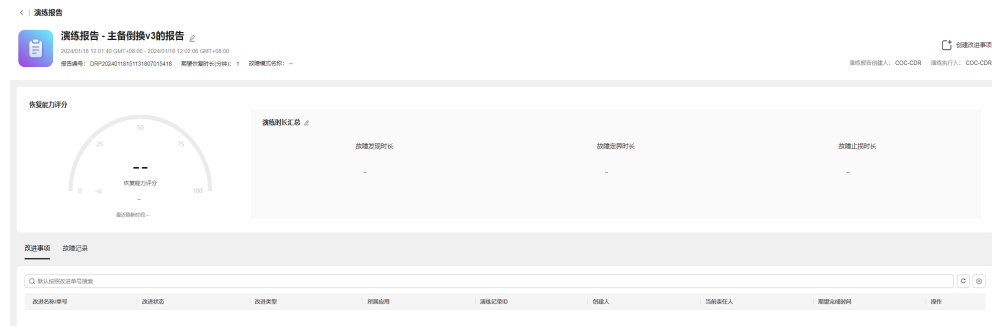 演练报告
演练报告 - 主备倒换v3的报告
2024/01/18 12:01:40 GMT+08:00 - 2024/01/18 12:02:06 GMT+08:00
创建改进事项
报告编号： DRP20240118151131807015418 期望恢复时长(分钟)： 1 故障模式名称： --
演练报告创建人： COC-CDR 演练执行人： COC-CDR
恢复能力评分
50
25 75
--
0 100
恢复能力评分
--
最近刷新时间 --
演练时长汇总
故障发现时长 故障定界时长 故障止损时长
-- -- --
改进事项 故障记录
默认按照改进单号搜索
改进名称/单号 改进状态 改进类型 所属应用 演练记录ID 创建人 当前责任人 期望完成时间 操作